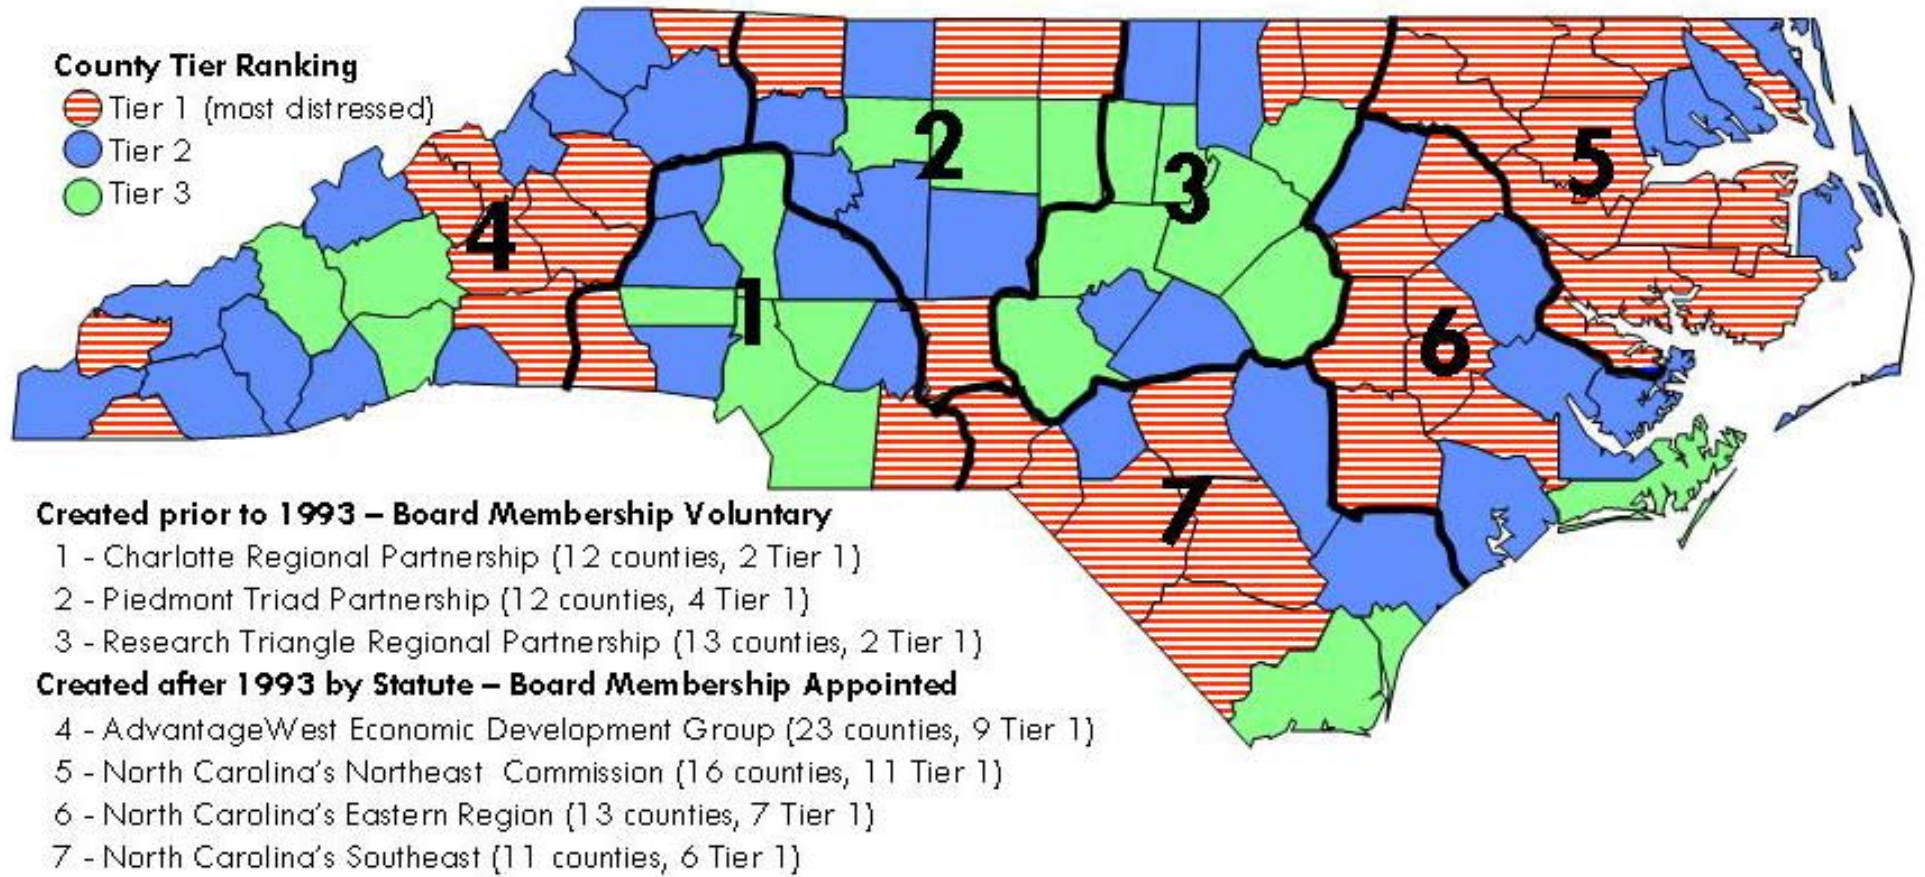 County Tier Ranking
Tier 1 (most distressed)
Tier 2
Tier 3
1
2
3
4
5
6
7
Created prior to 1993 – Board Membership Voluntary
1 - Charlotte Regional Partnership (12 counties, 2 Tier 1)
2 - Piedmont Triad Partnership (12 counties, 4 Tier 1)
3 - Research Triangle Regional Partnership (13 counties, 2 Tier 1)
Created after 1993 by Statute – Board Membership Appointed
4 - AdvantageWest Economic Development Group (23 counties, 9 Tier 1)
5 - North Carolina's Northeast Commission (16 counties, 11 Tier 1)
6 - North Carolina's Eastern Region (13 counties, 7 Tier 1)
7 - North Carolina's Southeast (11 counties, 6 Tier 1)